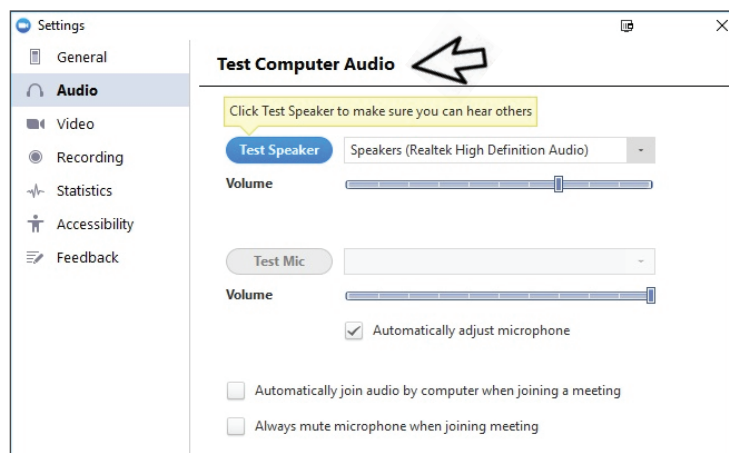 Settings
General
Audio
Video
Recording
Statistics
Accessibility
Feedback
Test Computer Audio
Click Test Speaker to make sure you can hear others
Test Speaker
Speakers (Realtek High Definition Audio)
Volume
Test Mic
Volume
Automatically adjust microphone
Automatically join audio by computer when joining a meeting
Always mute microphone when joining meeting